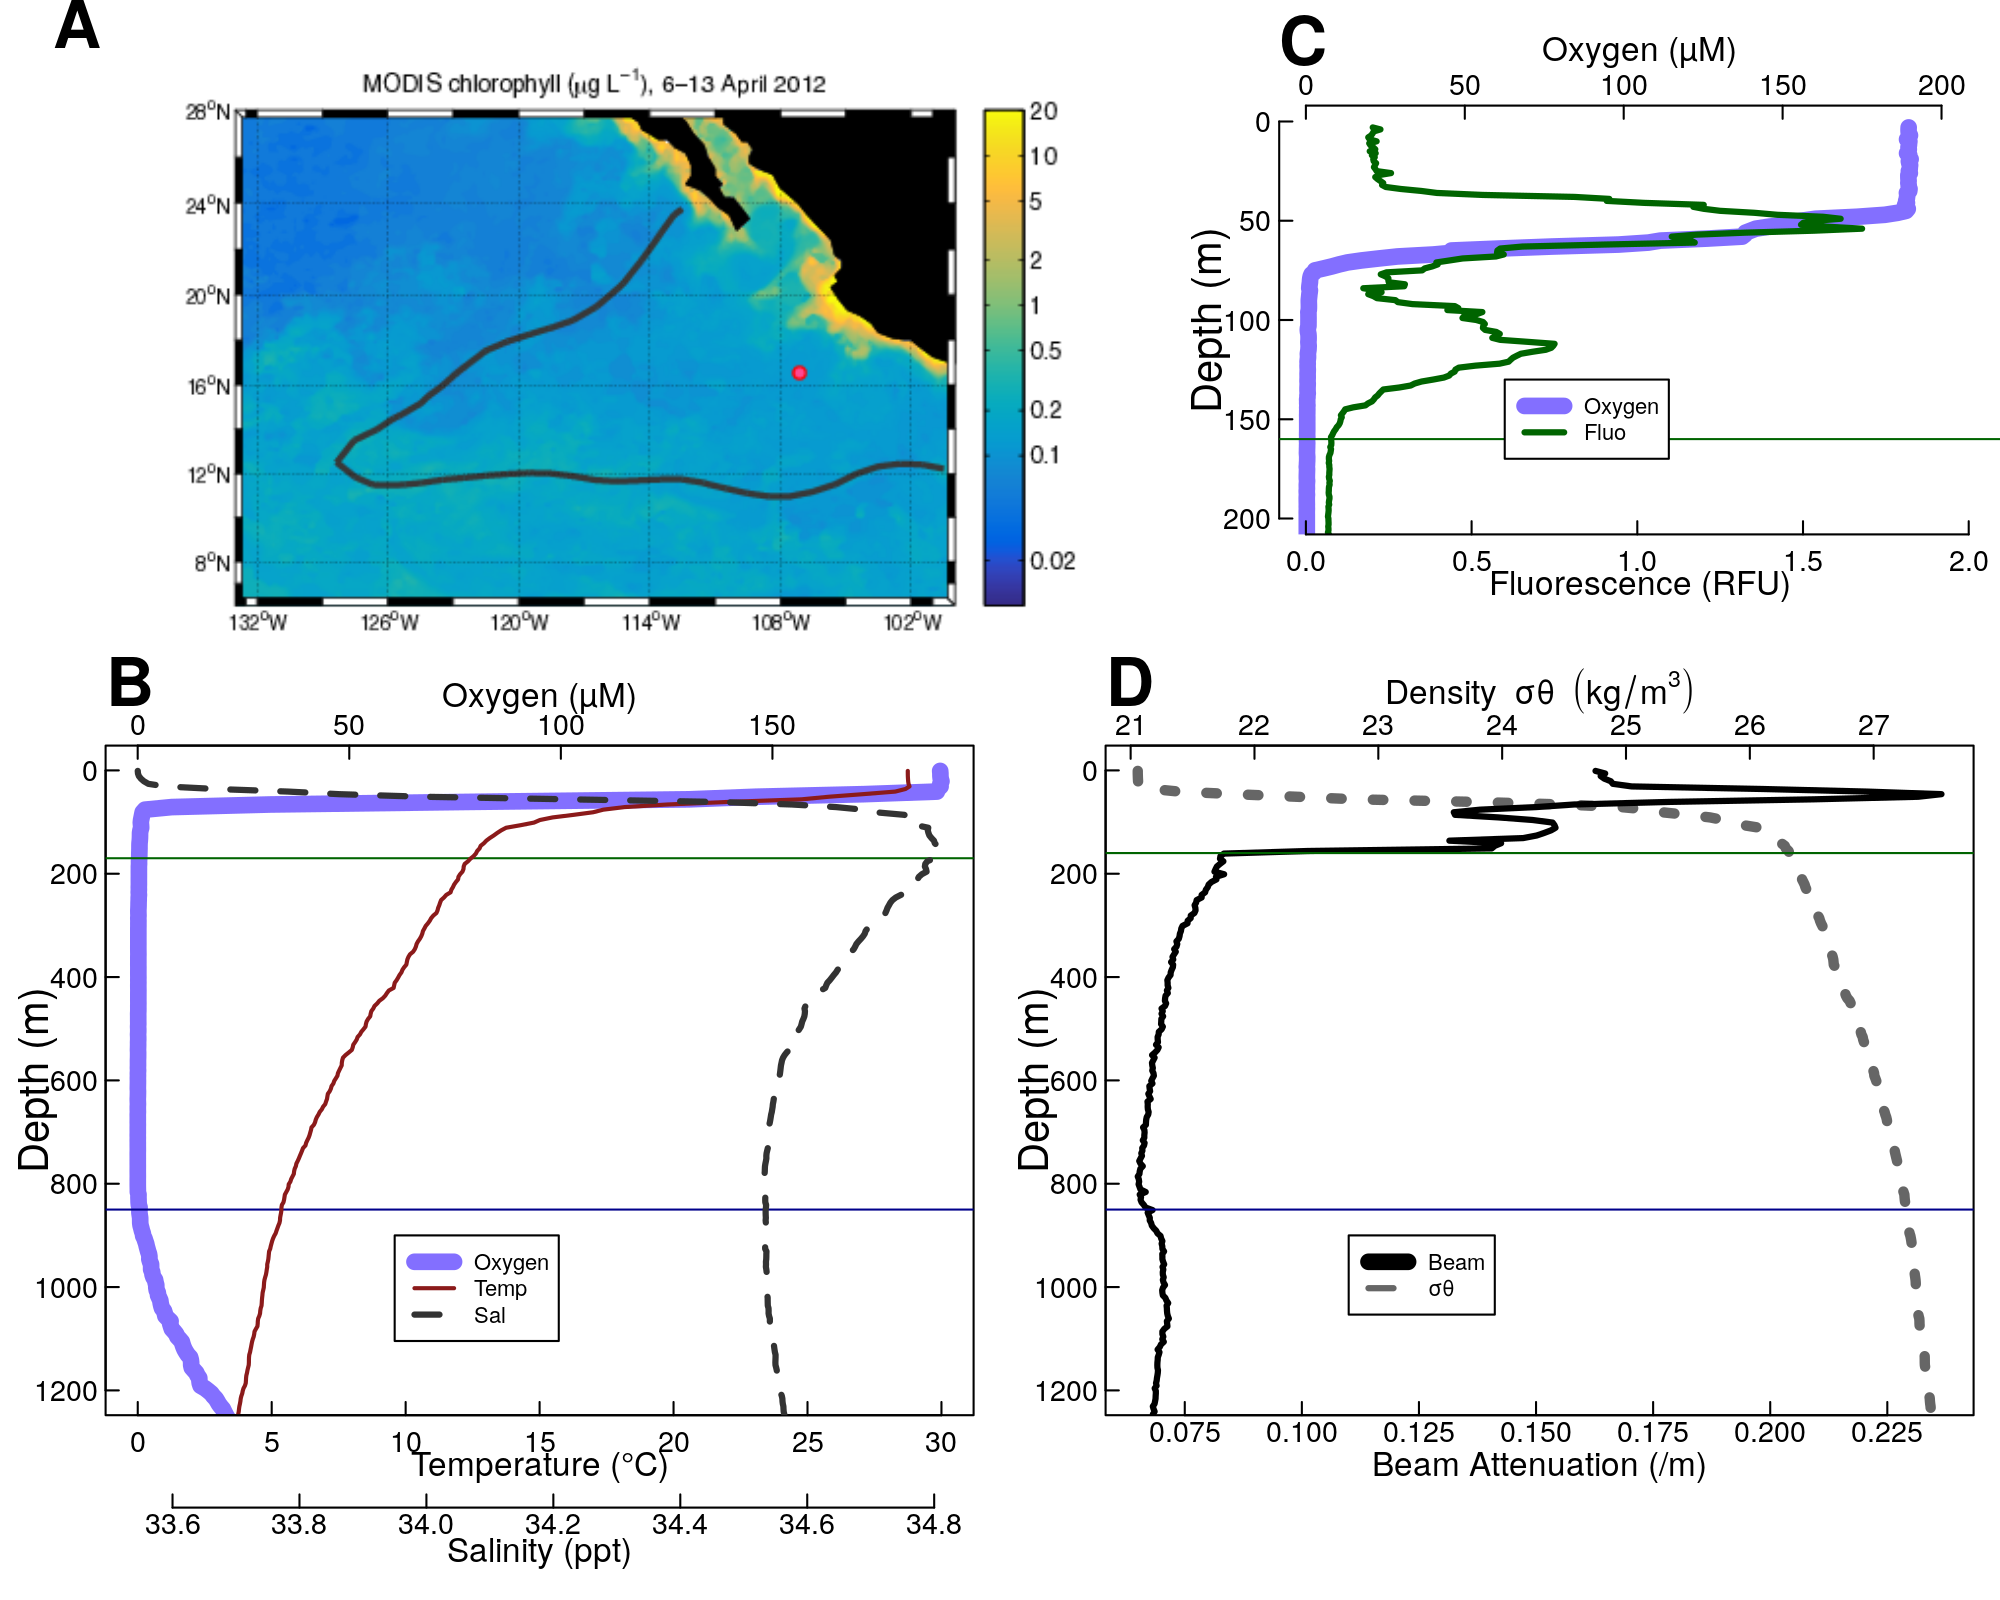 A
MODIS chlorophyll (μg L⁻¹), 6–13 April 2012
28°N
24°N
20°N
16°N
12°N
8°N
132°W 126°W 120°W 114°W 108°W 102°W
20
10
5
2
1
0.5
0.2
0.1
0.02
C
Oxygen (μM)
0 50 100 150 200
Depth (m)
0
50
100
150
200
Oxygen
Fluo
0.0 0.5 1.0 1.5 2.0
Fluorescence (RFU)
B
Oxygen (μM)
0 50 100 150
Depth (m)
0
200
400
600
800
1000
1200
Oxygen
Temp
Sal
0 5 10 15 20 25 30
Temperature (°C)
33.6 33.8 34.0 34.2 34.4 34.6 34.8
Salinity (ppt)
D
Density σθ (kg/m³)
21 22 23 24 25 26 27
Depth (m)
0
200
400
600
800
1000
1200
Beam
σθ
0.075 0.100 0.125 0.150 0.175 0.200 0.225
Beam Attenuation (/m)